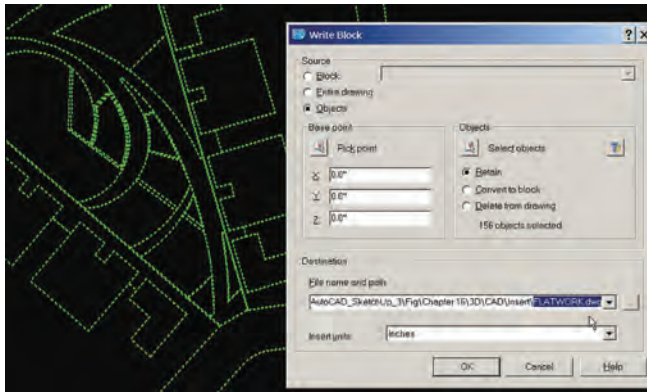 Write Block
Source
Block:
Entire drawing
Objects
Base point
Pick point
X: 0.0"
Y: 0.0"
Z: 0.0"
Objects
Select objects
Retain
Convert to block
Delete from drawing
156 objects selected
Destination
File name and path:
AutoCAD_SketchUp_3\Fig\Chapter 16\3D\CAD\Insert\FLATWORK.dwg
Insert units: Inches
OK Cancel Help